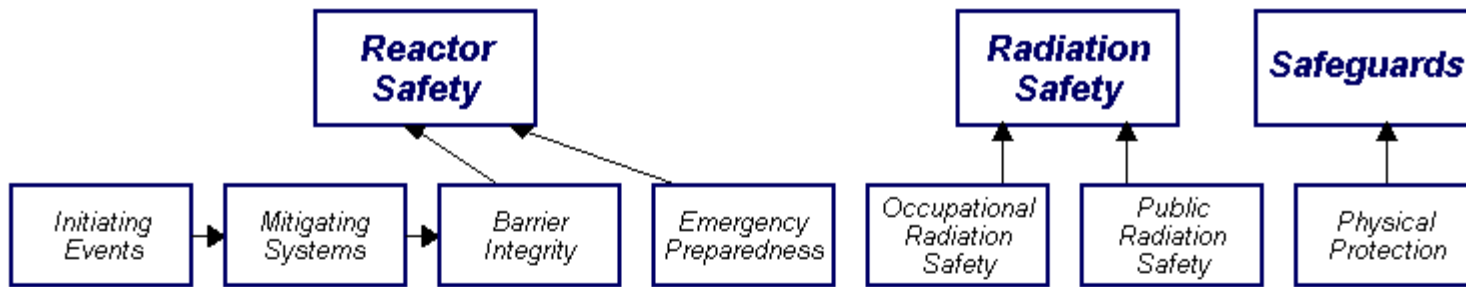 Reactor
Safety
Radiation
Safety
Safeguards
Initiating
Events
Mitigating
Systems
Barrier
Integrity
Emergency
Preparedness
Occupational
Radiation
Safety
Public
Radiation
Safety
Physical
Protection